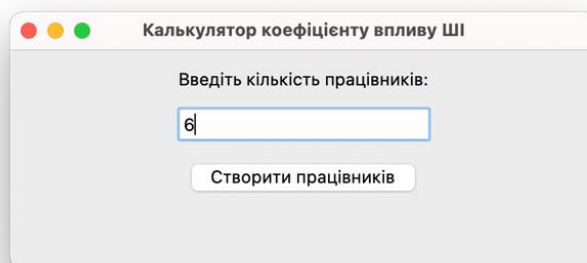 Калькулятор коефіцієнту впливу ШІ
Введіть кількість працівників:
6
Створити працівників